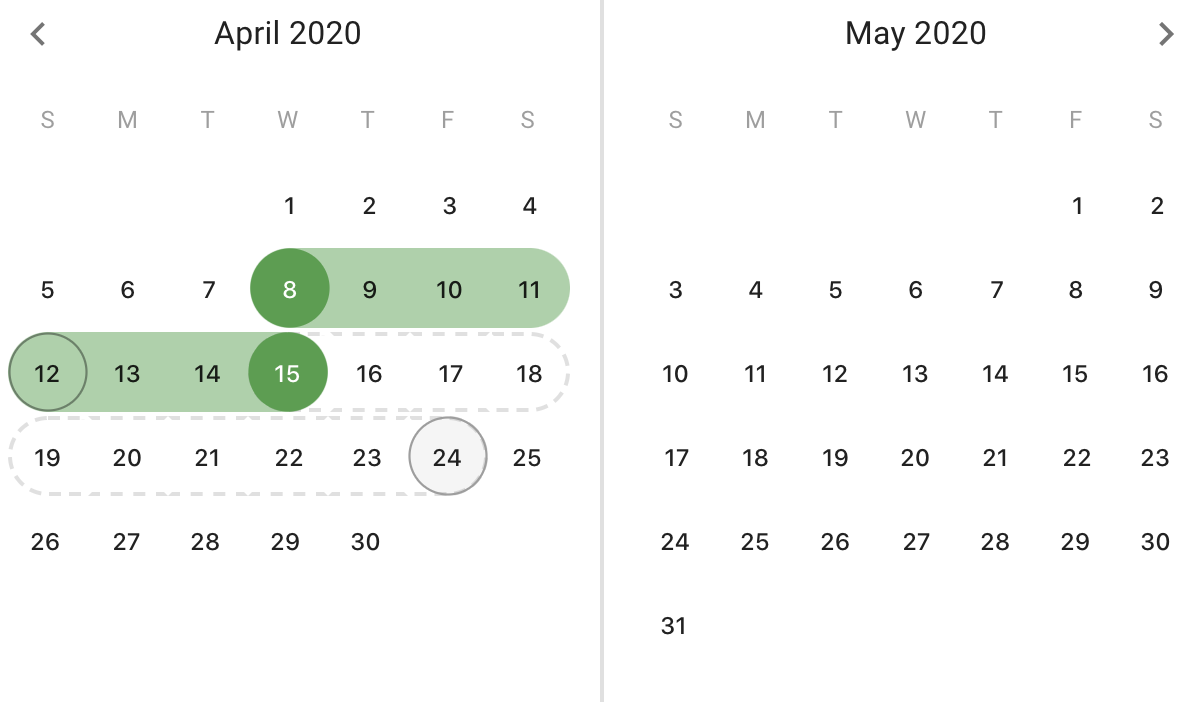 April 2020
S M T W T F S
1 2 3 4
5 6 7 8 9 10 11
12 13 14 15 16 17 18
19 20 21 22 23 24 25
26 27 28 29 30
May 2020
S M T W T F S
1 2
3 4 5 6 7 8 9
10 11 12 13 14 15 16
17 18 19 20 21 22 23
24 25 26 27 28 29 30
31